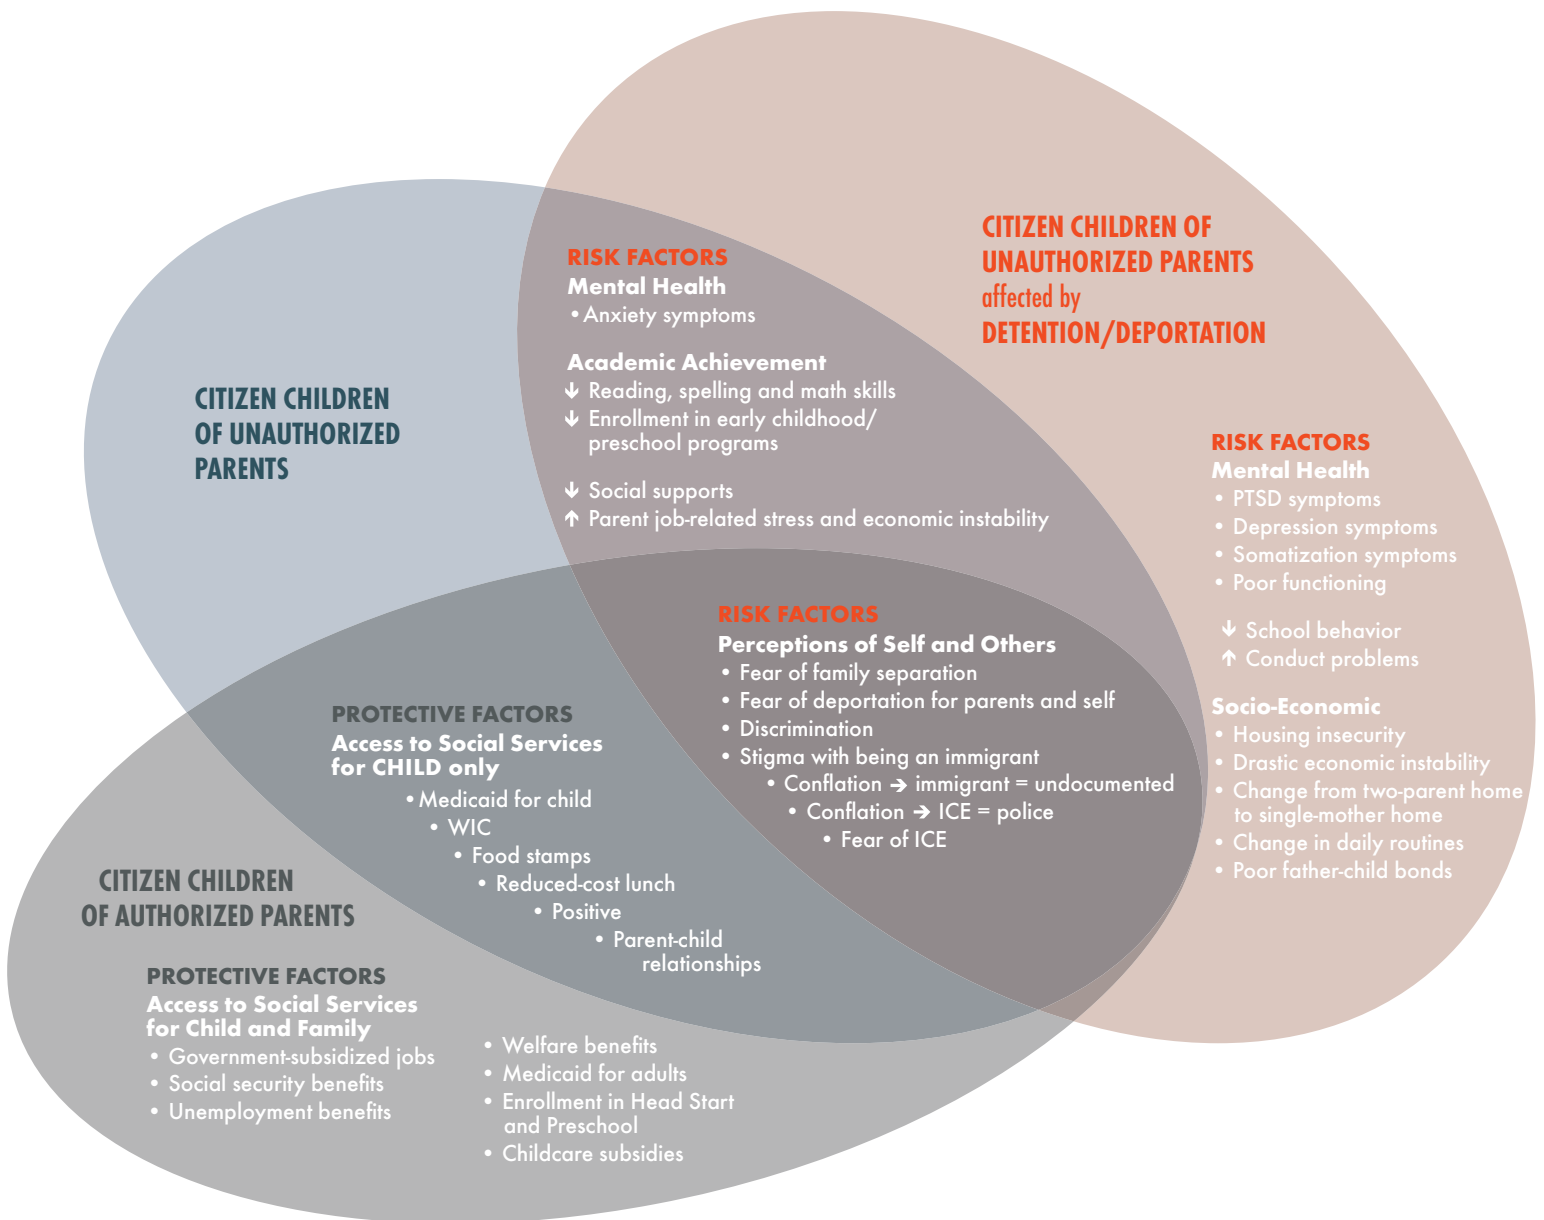 CITIZEN CHILDREN OF
UNAUTHORIZED PARENTS
affected by
DETENTION/DEPORTATION
RISK FACTORS
Mental Health
• Anxiety symptoms
Academic Achievement
↓ Reading, spelling and math skills
↓ Enrollment in early childhood/
preschool programs
↓ Social supports
↑ Parent job-related stress and economic instability
CITIZEN CHILDREN
OF UNAUTHORIZED
PARENTS
RISK FACTORS
Mental Health
• PTSD symptoms
• Depression symptoms
• Somatization symptoms
• Poor functioning
↓ School behavior
↑ Conduct problems
Socio-Economic
• Housing insecurity
• Drastic economic instability
• Change from two-parent home
to single-mother home
• Change in daily routines
• Poor father-child bonds
RISK FACTORS
Perceptions of Self and Others
• Fear of family separation
• Fear of deportation for parents and self
• Discrimination
• Stigma with being an immigrant
• Conflation → immigrant = undocumented
• Conflation → ICE = police
• Fear of ICE
PROTECTIVE FACTORS
Access to Social Services
for CHILD only
• Medicaid for child
• WIC
• Food stamps
• Reduced-cost lunch
• Positive
• Parent-child
relationships
CITIZEN CHILDREN
OF AUTHORIZED PARENTS
PROTECTIVE FACTORS
Access to Social Services
for Child and Family
• Government-subsidized jobs
• Social security benefits
• Unemployment benefits
• Welfare benefits
• Medicaid for adults
• Enrollment in Head Start
and Preschool
• Childcare subsidies